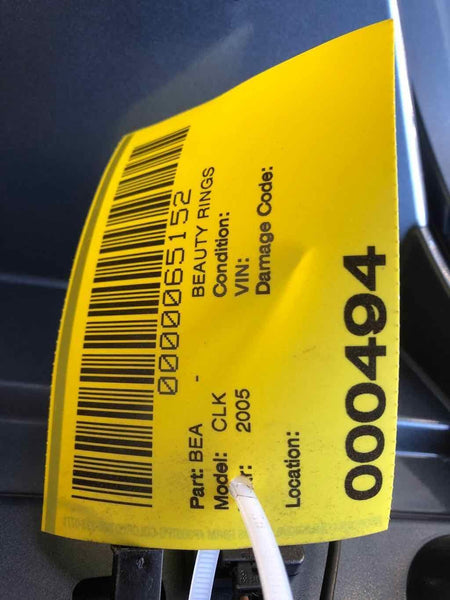 0000065152
Part: BEA - BEAUTY RINGS
Model: CLK Condition:
2005 VIN:
Damage Code:
Location:
000494